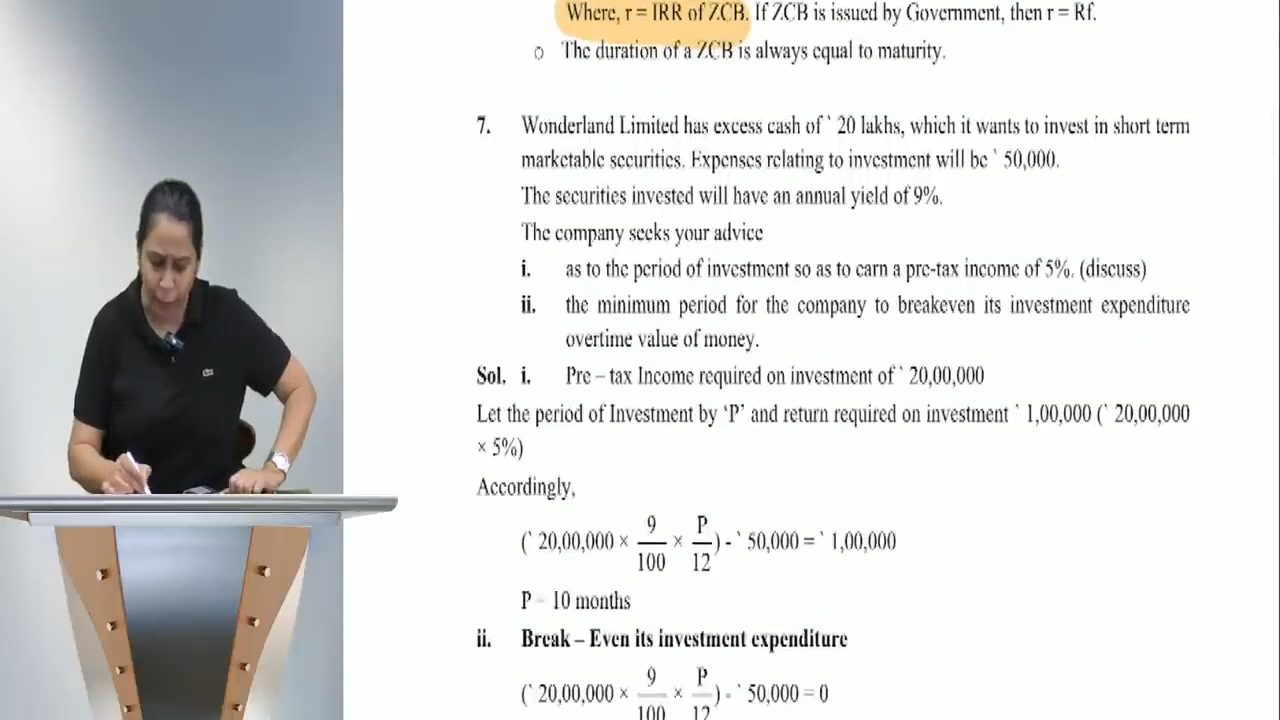 Where, r = IRR of ZCB. If ZCB is issued by Government, then r = Rf.
o The duration of a ZCB is always equal to maturity.
7. Wonderland Limited has excess cash of ` 20 lakhs, which it wants to invest in short term
marketable securities. Expenses relating to investment will be ` 50,000.
The securities invested will have an annual yield of 9%.
The company seeks your advice
i. as to the period of investment so as to earn a pre-tax income of 5%. (discuss)
ii. the minimum period for the company to breakeven its investment expenditure
overtime value of money.
Sol. i. Pre – tax Income required on investment of ` 20,00,000
Let the period of Investment by ‘P’ and return required on investment ` 1,00,000 (` 20,00,000
× 5%)
Accordingly,
(` 20,00,000 × 9/100 × P/12) - ` 50,000 = ` 1,00,000
P = 10 months
ii. Break – Even its investment expenditure
(` 20,00,000 × 9/100 × P/12) - ` 50,000 = 0